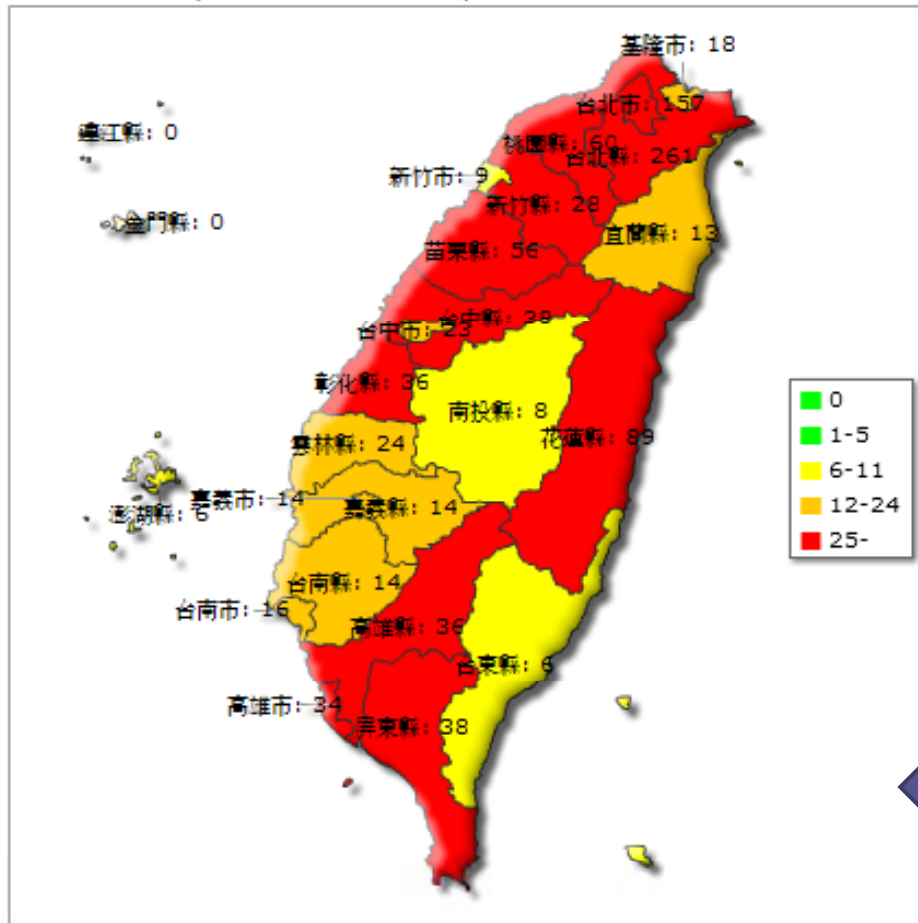 基隆市: 18
台北市: 157
連江縣: 0
桃園縣: 60
台北縣: 261
新竹市: 9
新竹縣: 28
金門縣: 0
宜蘭縣: 13
苗栗縣: 56
台中縣: 39
台中市: 23
彰化縣: 36
南投縣: 8
花蓮縣: 89
雲林縣: 24
嘉義市: 14
嘉義縣: 14
澎湖縣: 6
台南縣: 14
台南市: 16
高雄縣: 36
台東縣: 6
高雄市: 34
屏東縣: 38
0
1-5
6-11
12-24
25-